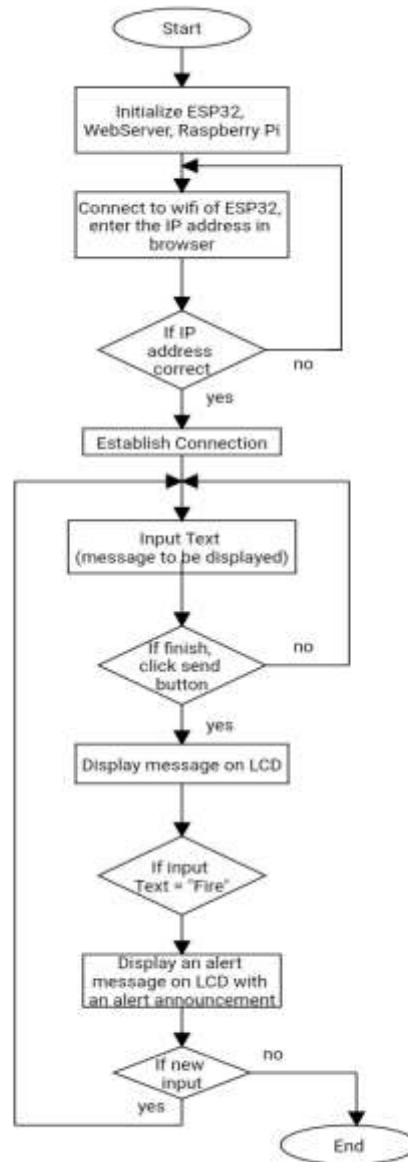 Start
Initialize ESP32,
WebServer, Raspberry Pi
Connect to wifi of ESP32,
enter the IP address in
browser
If IP
address
correct
no
yes
Establish Connection
Input Text
(message to be displayed)
If finish,
click send
button
no
yes
Display message on LCD
If input
Text = "Fire"
Display an alert
message on LCD with
an alert announcement
If new
input
no
yes
End